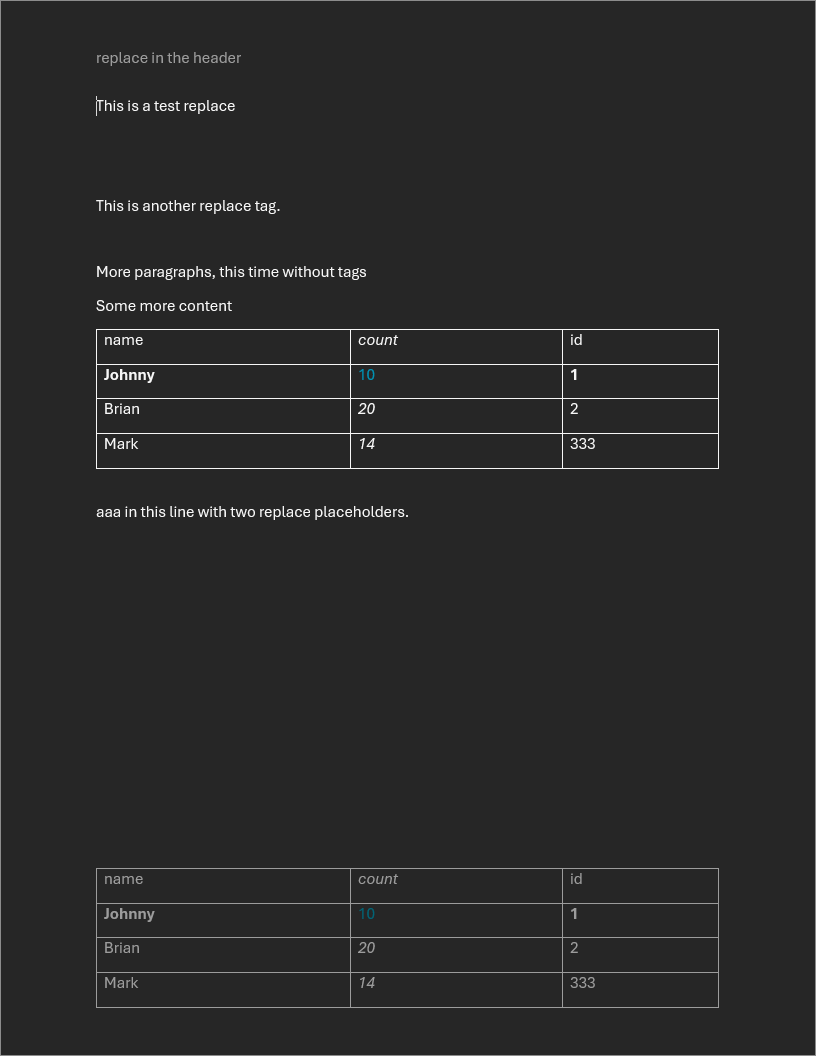 replace in the header
This is a test replace
This is another replace tag.
More paragraphs, this time without tags
Some more content
name count id
Johnny 10 1
Brian 20 2
Mark 14 333
aaa in this line with two replace placeholders.
name count id
Johnny 10 1
Brian 20 2
Mark 14 333